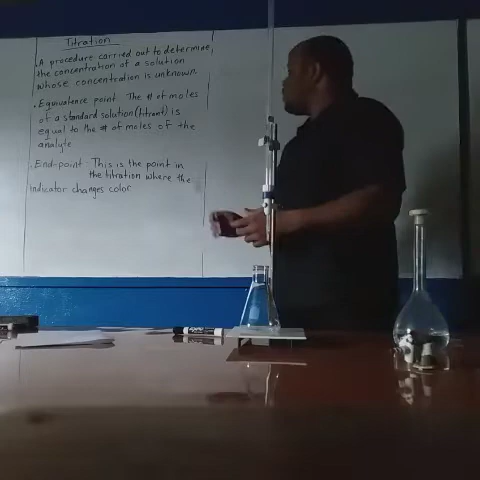 Titration
A procedure carried out to determine,
the concentration of a solution
whose concentration is unknown.
• Equivalence point: The # of moles
of a standard solution (titrant) is
equal to the # of moles of the
analyte
• End-point: This is the point in
the titration where the
indicator changes color.
EXPO